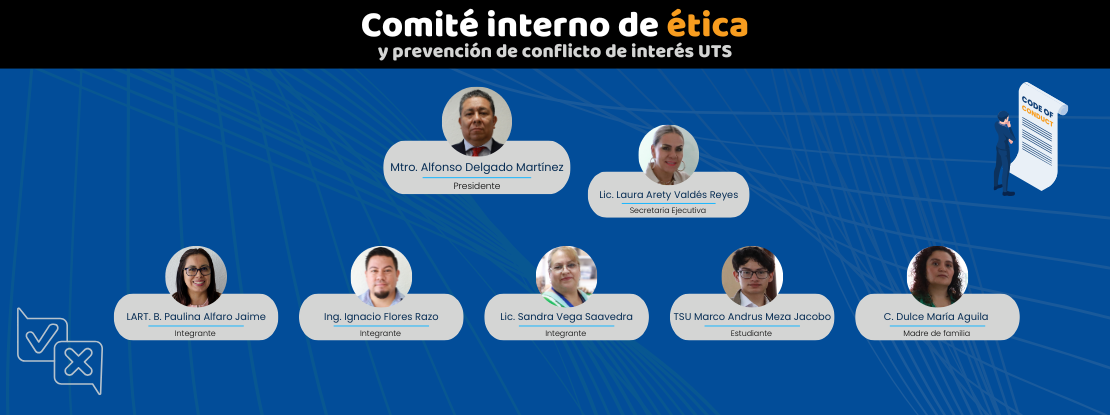 Comité interno de ética
y prevención de conflicto de interés UTS
CODE OF
CONDUCT
Mtro. Alfonso Delgado Martínez
Presidente
Lic. Laura Arety Valdés Reyes
Secretaria Ejecutiva
LART. B. Paulina Alfaro Jaime
Integrante
Ing. Ignacio Flores Razo
Integrante
Lic. Sandra Vega Saavedra
Integrante
TSU Marco Andrus Meza Jacobo
Estudiante
C. Dulce María Aguila
Madre de familia